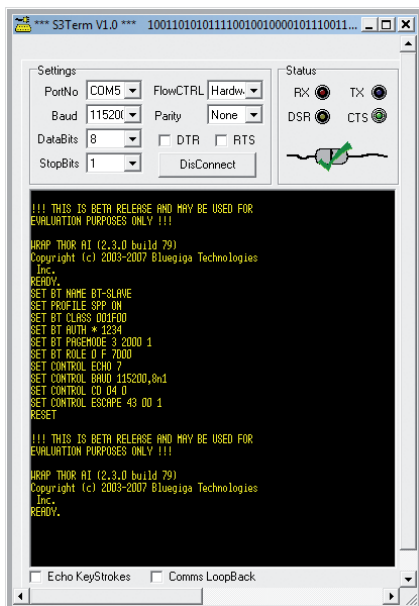 *** S3Term V1.0 *** 100110101011110010010000101110011...
Settings
PortNo COM5 FlowCTRL Hardw.
Baud 115200 Parity None
DataBits 8 DTR RTS
StopBits 1 DisConnect
Status
RX TX
DSR CTS
!!! THIS IS BETA RELEASE AND MAY BE USED FOR
EVALUATION PURPOSES ONLY !!!
WRAP THOR AI (2.3.0 build 79)
Copyright (c) 2003-2007 Bluegiga Technologies
Inc.
READY.
SET BT NAME BT-SLAVE
SET PROFILE SPP ON
SET BT CLASS 001F00
SET BT AUTH * 1234
SET BT PAGEMODE 3 2000 1
SET BT ROLE 0 F 7D00
SET CONTROL ECHO 7
SET CONTROL BAUD 115200,8n1
SET CONTROL CD 04 0
SET CONTROL ESCAPE 43 00 1
RESET
!!! THIS IS BETA RELEASE AND MAY BE USED FOR
EVALUATION PURPOSES ONLY !!!
WRAP THOR AI (2.3.0 build 79)
Copyright (c) 2003-2007 Bluegiga Technologies
Inc.
READY.
Echo KeyStrokes Comms LoopBack